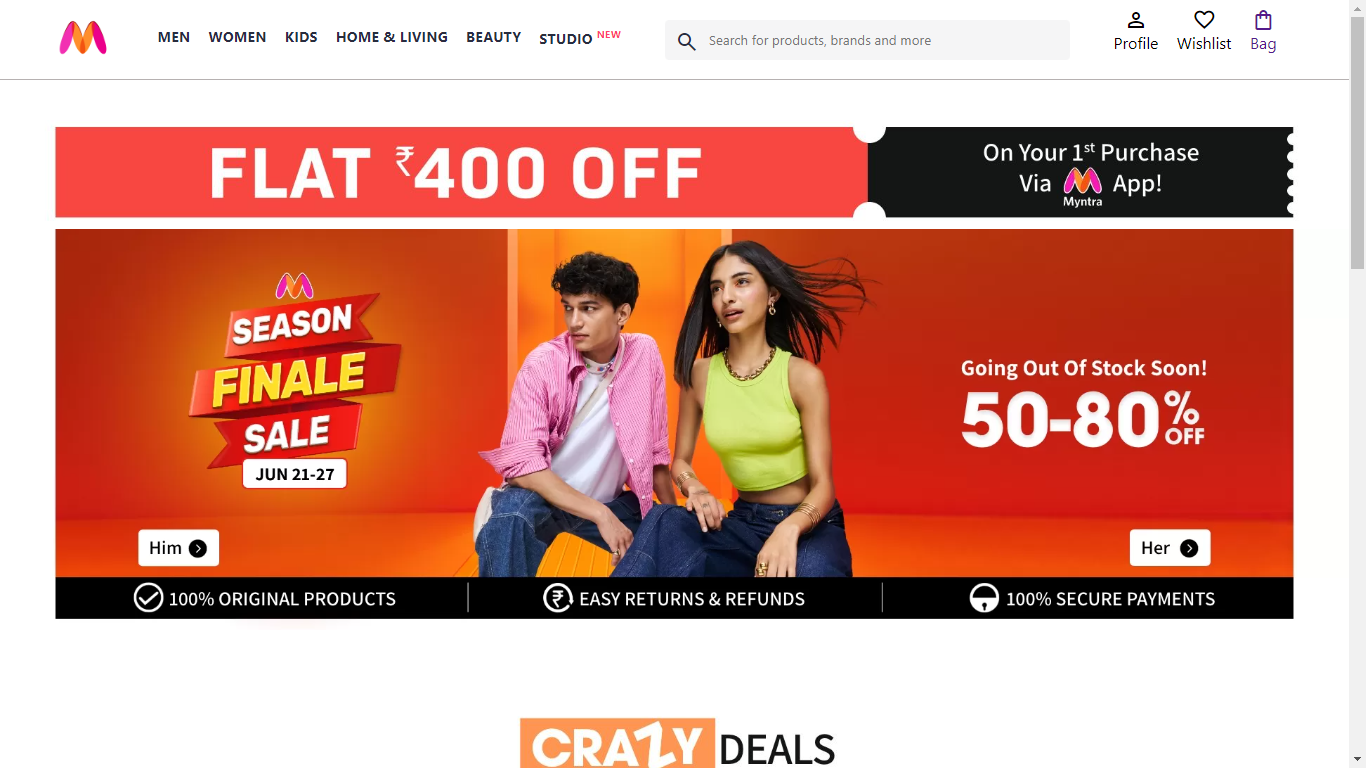 MEN WOMEN KIDS HOME & LIVING BEAUTY STUDIO NEW
Search for products, brands and more
Profile Wishlist Bag
FLAT ₹400 OFF
On Your 1st Purchase
Via Myntra App!
SEASON
FINALE
SALE
JUN 21-27
Going Out Of Stock Soon!
50-80% OFF
Him
Her
100% ORIGINAL PRODUCTS
EASY RETURNS & REFUNDS
100% SECURE PAYMENTS
CRAZY DEALS